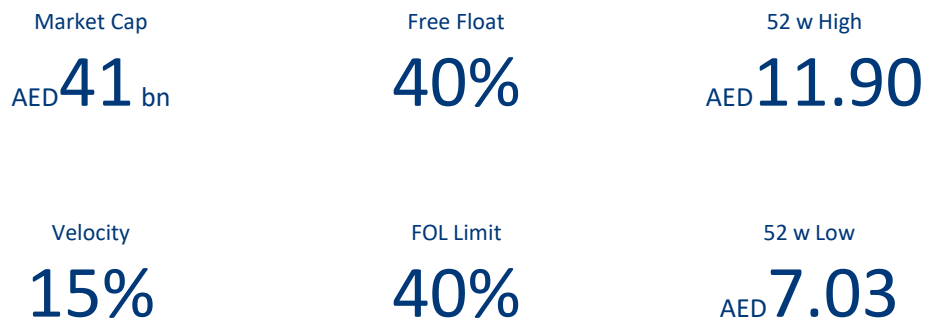 Market Cap
Free Float
52 w High
AED41 bn
40%
AED11.90
Velocity
FOL Limit
52 w Low
15%
40%
AED7.03